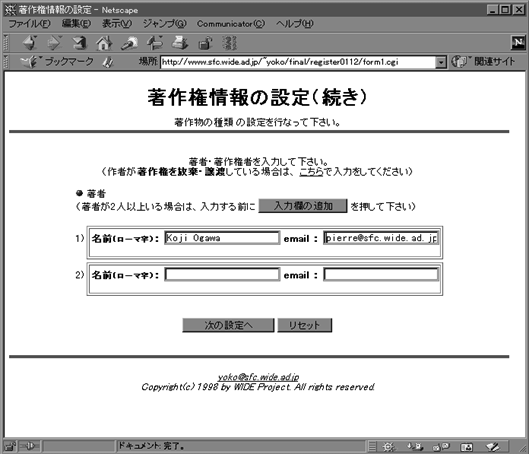 著作権情報の設定 - Netscape
ファイル(F) 編集(E) 表示(V) ジャンプ(G) Communicator(C) ヘルプ(H)
ブックマーク 場所 http://www.sfc.wide.ad.jp/~yoko/final/register0112/form1.cgi 関連サイト
著作権情報の設定(続き)
著作物の種類 の設定を行なって下さい。
著者・著作権者を入力して下さい。
(作者が著作権を放棄・譲渡している場合は、こちらで入力をしてください)
著者
(著者が2人以上いる場合は、入力する前に 入力欄の追加 を押して下さい)
1) 名前(ローマ字): Koji Ogawa email : pierre@sfc.wide.ad.jp
2) 名前(ローマ字): email :
次の設定へ リセット
yoko@sfc.wide.ad.jp
Copyright(c) 1998 by WIDE Project. All rights reserved.
ドキュメント: 完了。